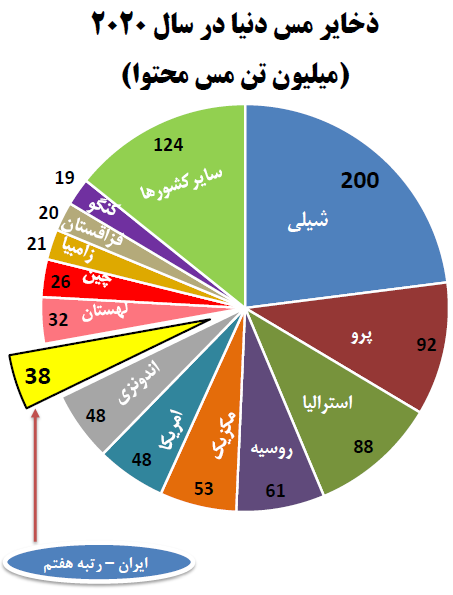 ذخایر مس دنیا در سال ۲۰۲۰
(میلیون تن مس محتوا)
200
شیلی
92
پرو
88
استرالیا
61
روسیه
53
مکزیک
48
امریکا
48
اندونزی
38
32
لهستان
26
چین
21
زامبیا
20
قزاقستان
19
کنگو
124
سایر کشورها
ایران – رتبه هفتم